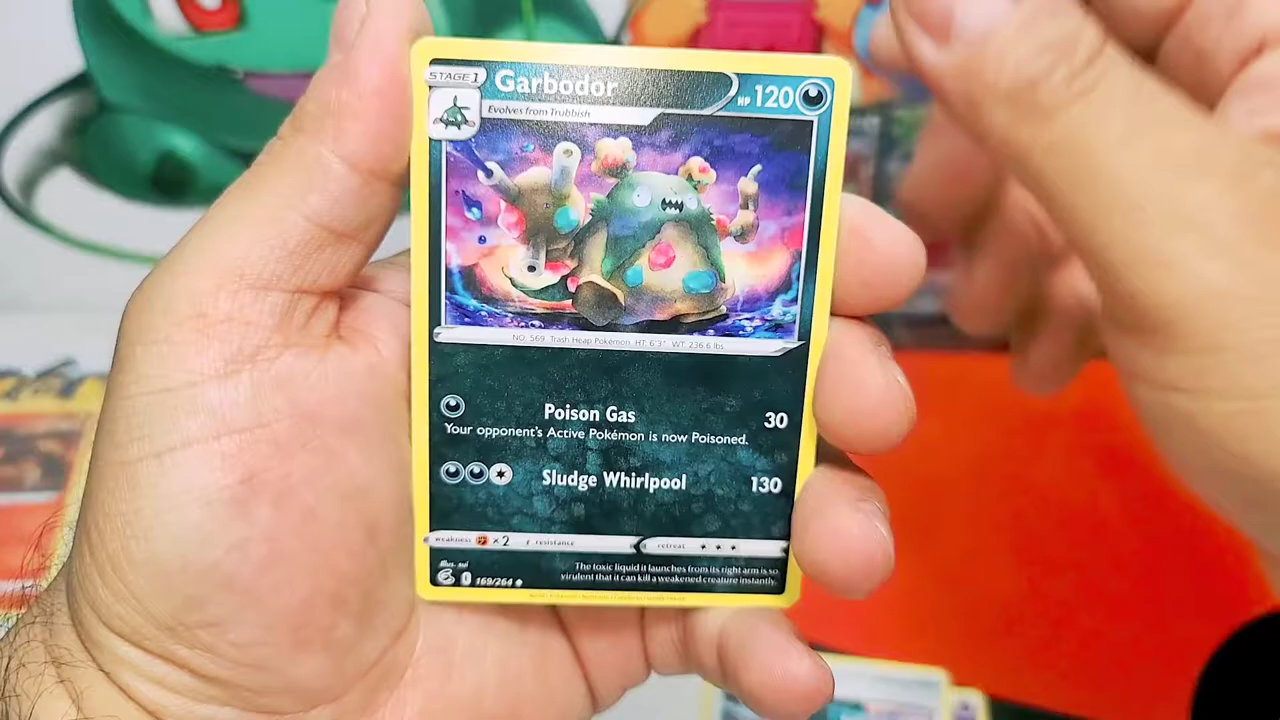 STAGE 1
Garbodor
HP 120
Evolves from Trubbish
NO. 569 Trash Heap Pokémon HT: 6'3" WT: 236.6 lbs.
Poison Gas 30
Your opponent's Active Pokémon is now Poisoned.
Sludge Whirlpool 130
weakness ×2 resistance retreat
Illus. sui
The toxic liquid it launches from its right arm is so
virulent that it can kill a weakened creature instantly.
169/264